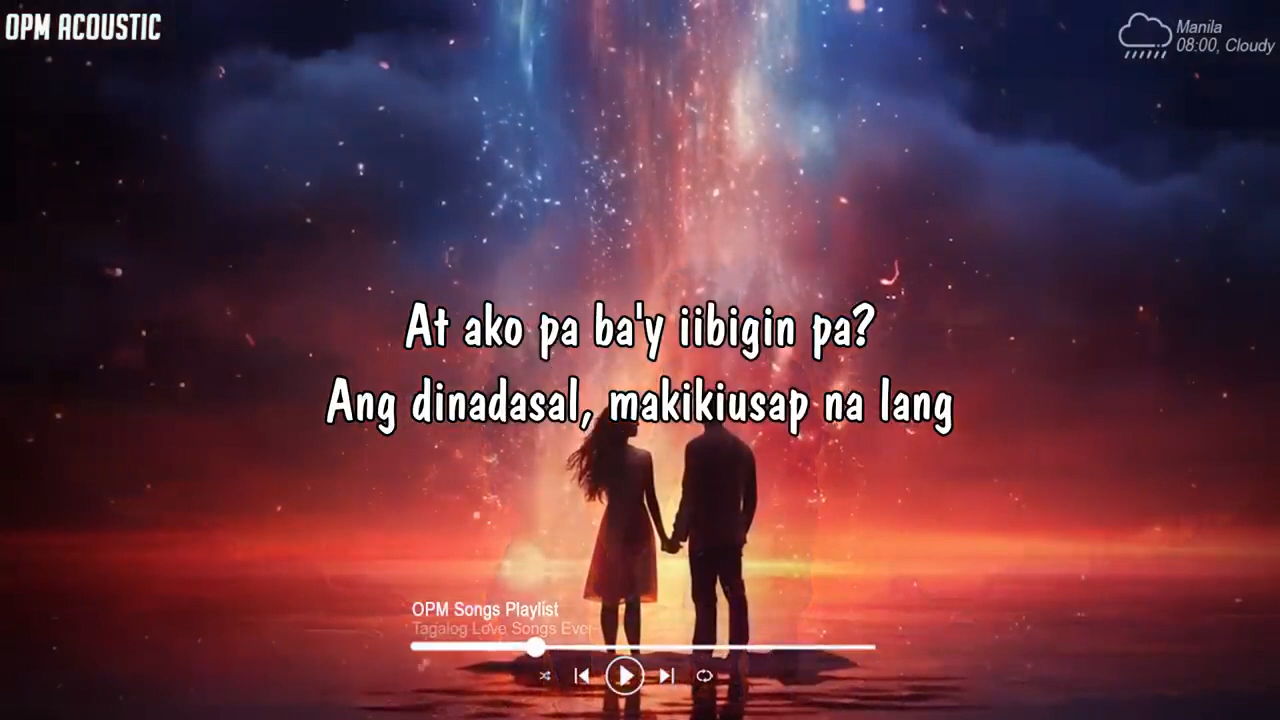 OPM ACOUSTIC
Manila
08:00, Cloudy
At ako pa ba'y iibigin pa?
Ang dinadasal, makikiusap na lang
OPM Songs Playlist
Tagalog Love Songs Ever